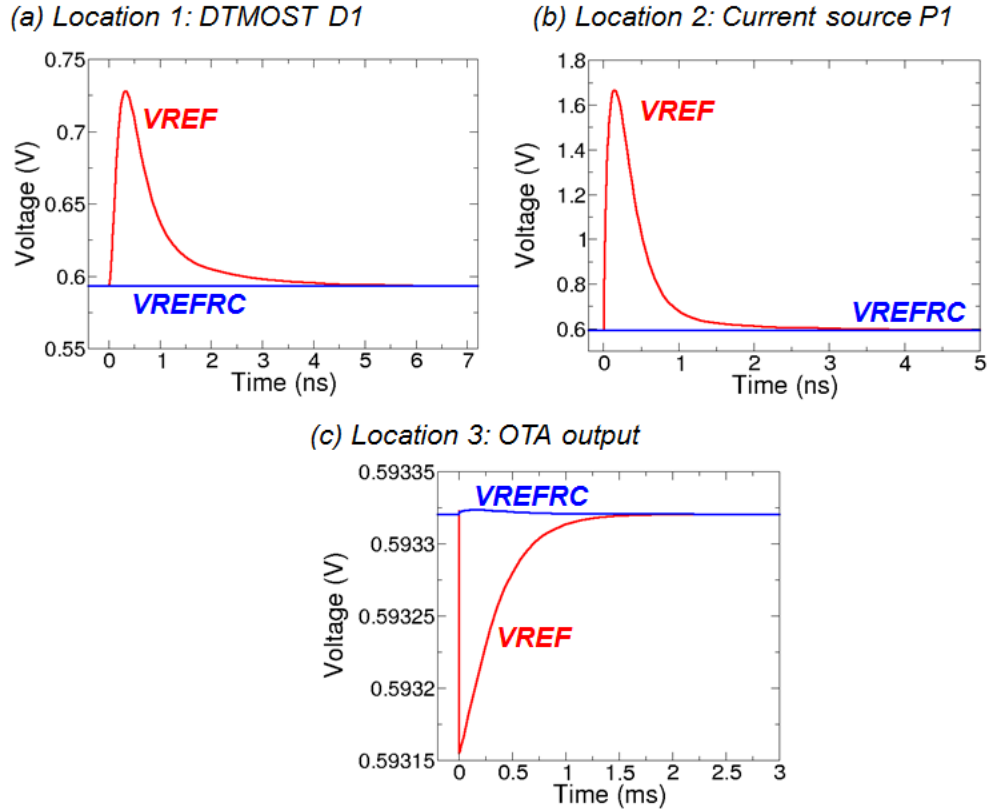 (a) Location 1: DTMOST D1
0.75
0.7
0.65
0.6
0.55
Voltage (V)
VREF
VREFRC
0 1 2 3 4 5 6 7
Time (ns)
(b) Location 2: Current source P1
1.8
1.6
1.4
1.2
1
0.8
0.6
Voltage (V)
VREF
VREFRC
0 1 2 3 4 5
Time (ns)
(c) Location 3: OTA output
0.59335
0.5933
0.59325
0.5932
0.59315
Voltage (V)
VREFRC
VREF
0 0.5 1 1.5 2 2.5 3
Time (ms)